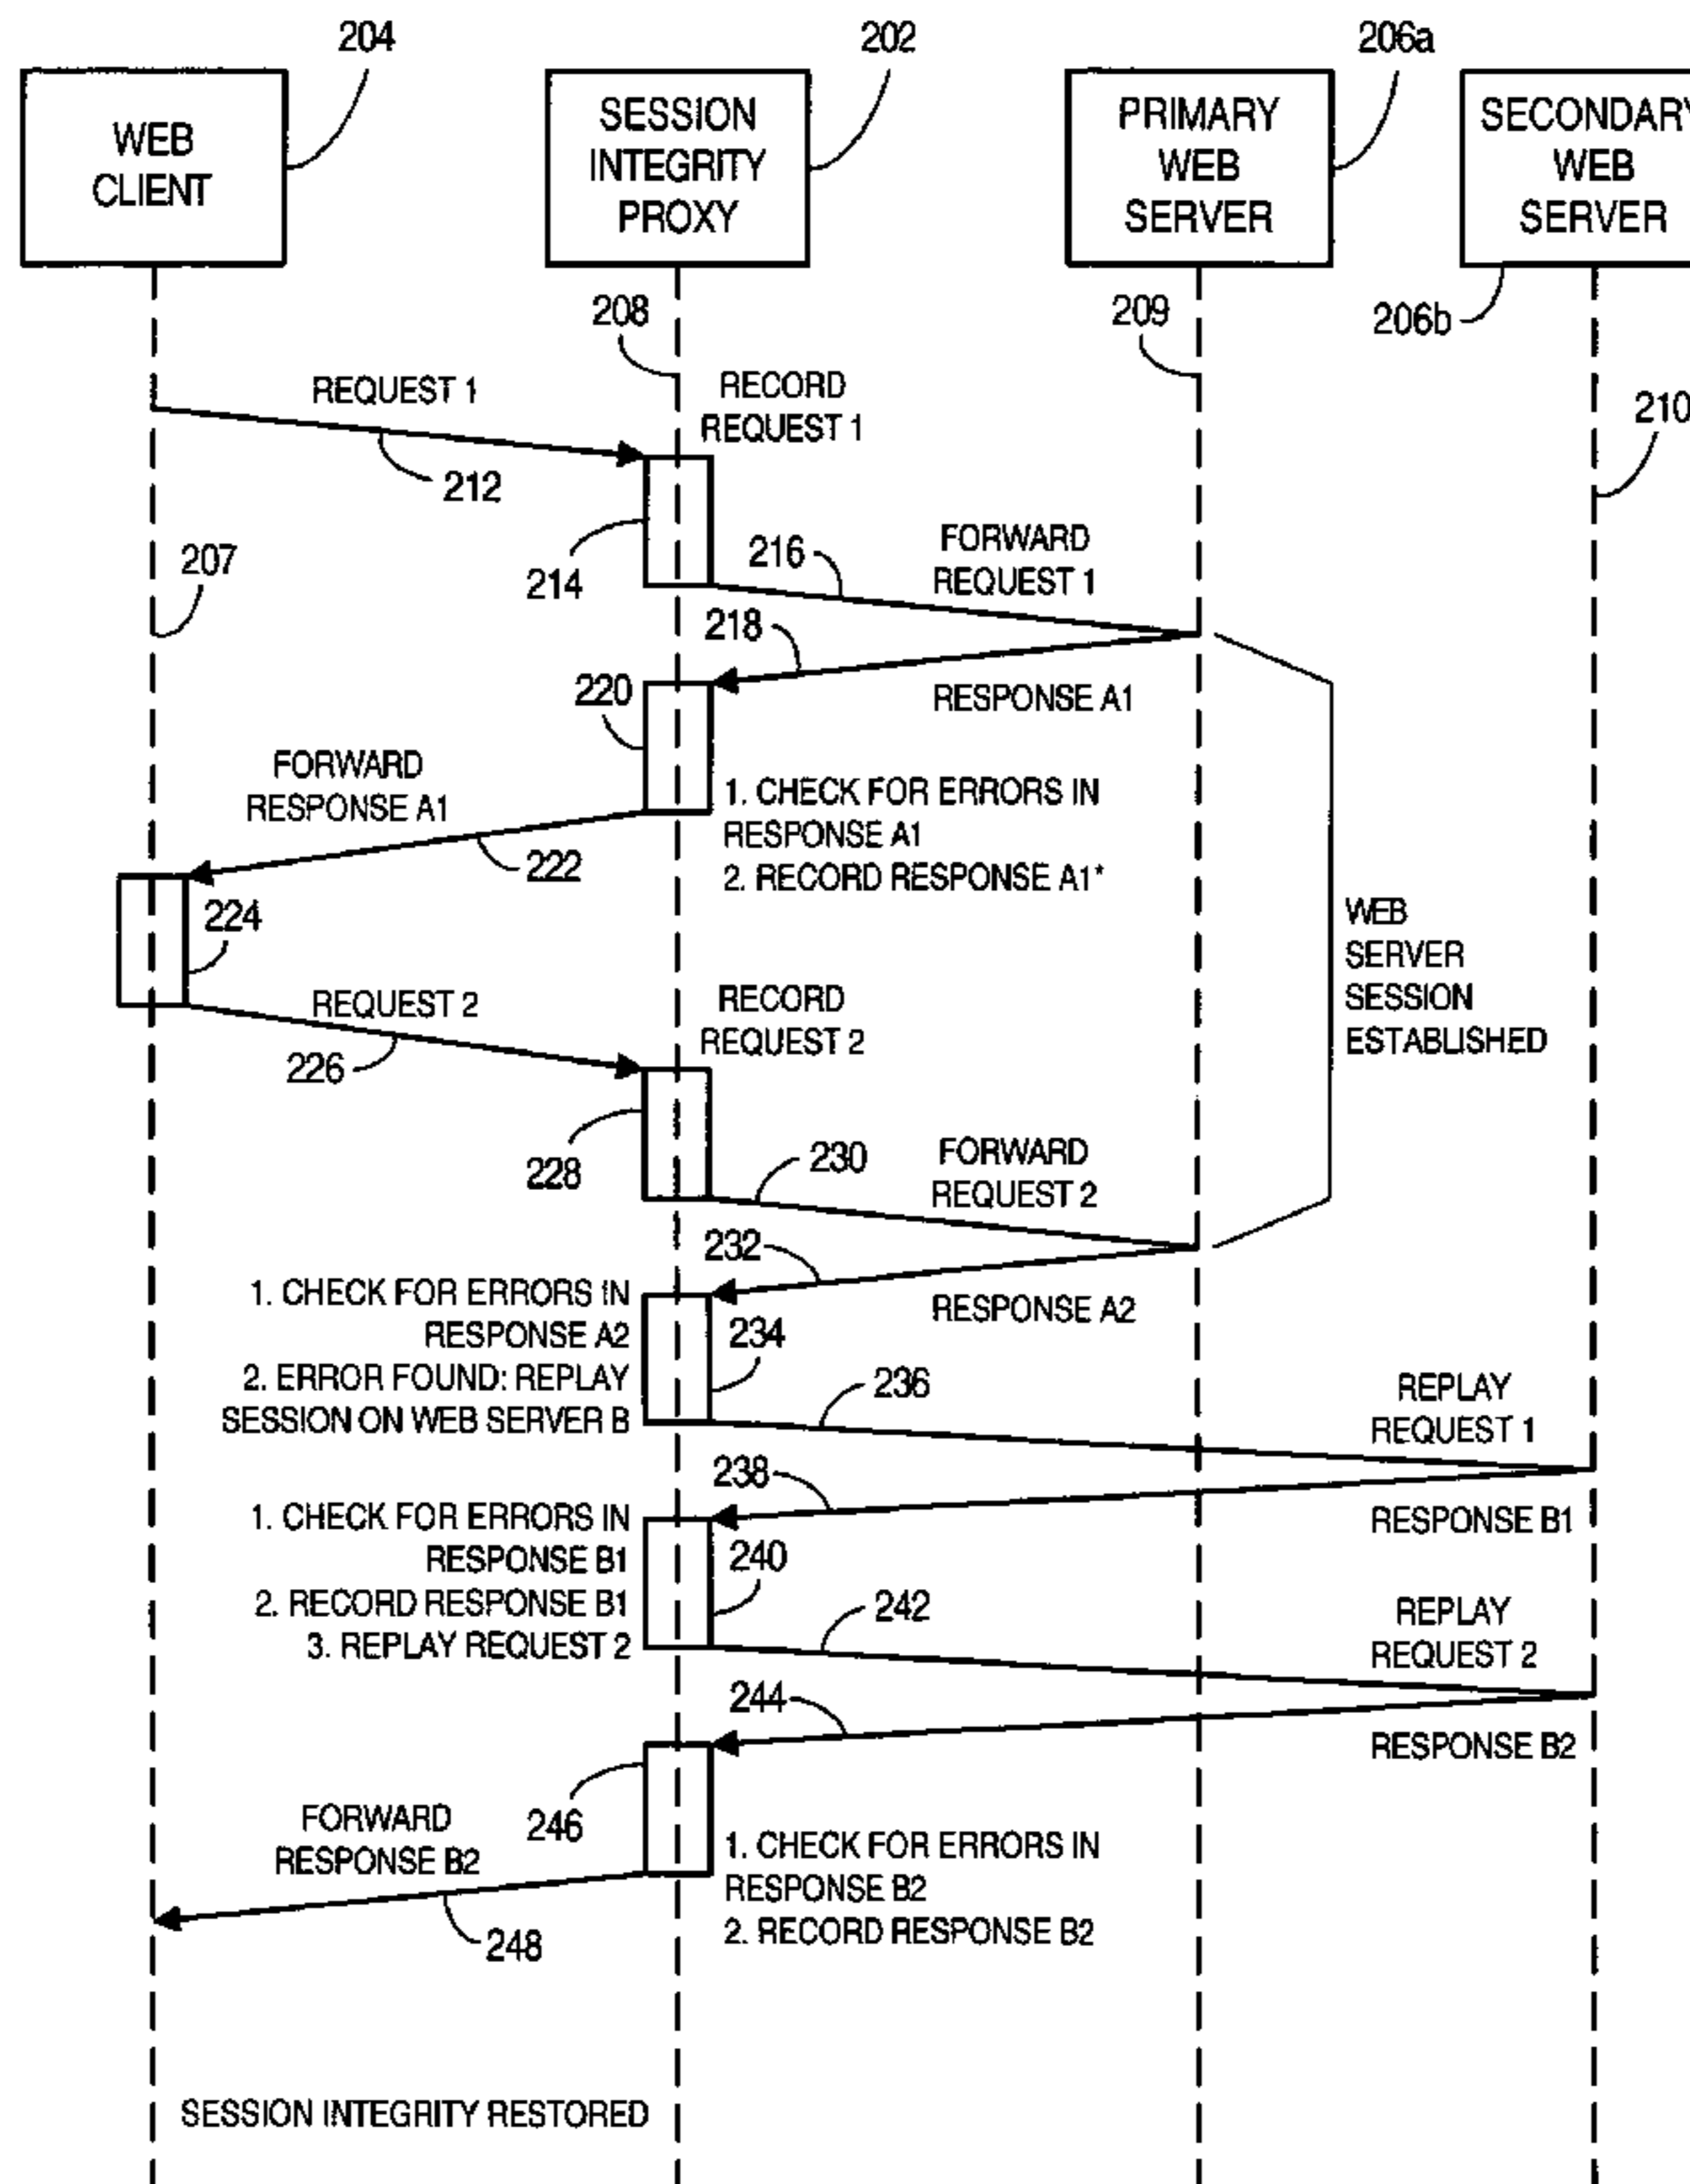 204
202
206a
WEB
CLIENT
SESSION
INTEGRITY
PROXY
PRIMARY
WEB
SERVER
SECONDARY
WEB
SERVER
208
209
206b
REQUEST 1
RECORD
REQUEST 1
210
212
207
214
216
FORWARD
REQUEST 1
218
220
RESPONSE A1
FORWARD
RESPONSE A1
1. CHECK FOR ERRORS IN
RESPONSE A1
2. RECORD RESPONSE A1*
222
224
WEB
SERVER
SESSION
ESTABLISHED
REQUEST 2
RECORD
REQUEST 2
226
228
230
FORWARD
REQUEST 2
232
RESPONSE A2
1. CHECK FOR ERRORS IN
RESPONSE A2
2. ERROR FOUND: REPLAY
SESSION ON WEB SERVER B
234
236
REPLAY
REQUEST 1
238
RESPONSE B1
1. CHECK FOR ERRORS IN
RESPONSE B1
2. RECORD RESPONSE B1
3. REPLAY REQUEST 2
240
242
REPLAY
REQUEST 2
244
RESPONSE B2
246
FORWARD
RESPONSE B2
1. CHECK FOR ERRORS IN
RESPONSE B2
2. RECORD RESPONSE B2
248
SESSION INTEGRITY RESTORED